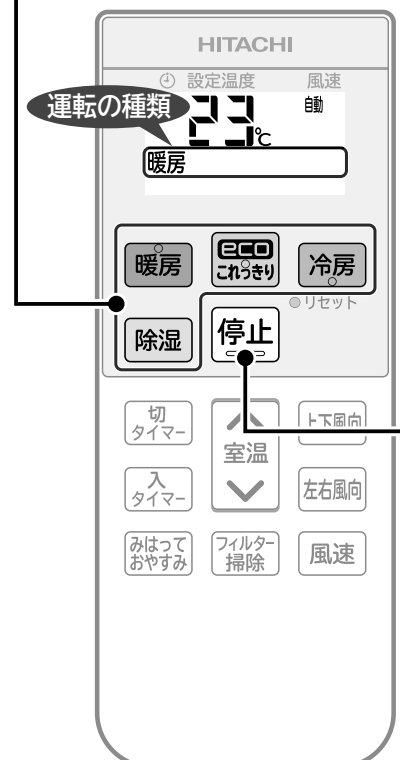 HITACHI
設定温度 風速
運転の種類
23℃ 自動
暖房
暖房
eco
これっきり
冷房
リセット
除湿
停止
切
タイマー
室温
上下風向
入
タイマー
左右風向
みはって
おやすみ
フィルター
掃除
風速